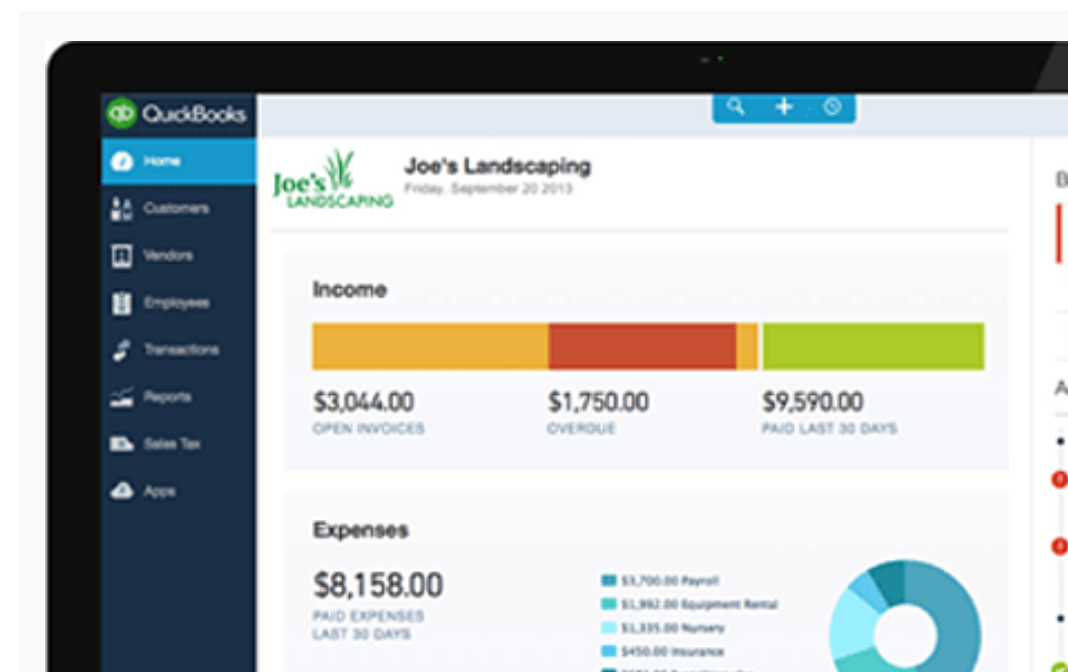 QuickBooks
Home
Customers
Vendors
Employees
Transactions
Reports
Sales Tax
Apps
Joe's
LANDSCAPING
Joe's Landscaping
Friday, September 20 2013
Income
$3,044.00
OPEN INVOICES
$1,750.00
OVERDUE
$9,590.00
PAID LAST 30 DAYS
Expenses
$8,158.00
PAID EXPENSES
LAST 30 DAYS
$3,700.00 Payroll
$1,992.00 Equipment Rental
$1,335.00 Nursery
$450.00 Insurance
B
A